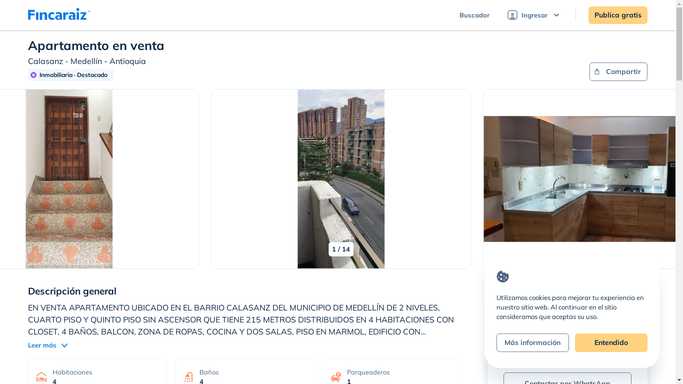 Fincaraiz
Buscador
Ingresar
Publica gratis
Apartamento en venta
Calasanz - Medellín - Antioquia
Inmobiliaria · Destacado
Compartir
1 / 14
Descripción general
EN VENTA APARTAMENTO UBICADO EN EL BARRIO CALASANZ DEL MUNICIPIO DE MEDELLÍN DE 2 NIVELES,
CUARTO PISO Y QUINTO PISO SIN ASCENSOR QUE TIENE 215 METROS DISTRIBUIDOS EN 4 HABITACIONES CON
CLOSET, 4 BAÑOS, BALCON, ZONA DE ROPAS, COCINA Y DOS SALAS, PISO EN MARMOL, EDIFICIO CON...
Leer más
Habitaciones
4
Baños
4
Parqueaderos
1
Utilizamos cookies para mejorar tu experiencia en
nuestro sitio web. Al continuar en el sitio
consideramos que aceptas su uso.
Más información
Entendido
Contactar por WhatsApp